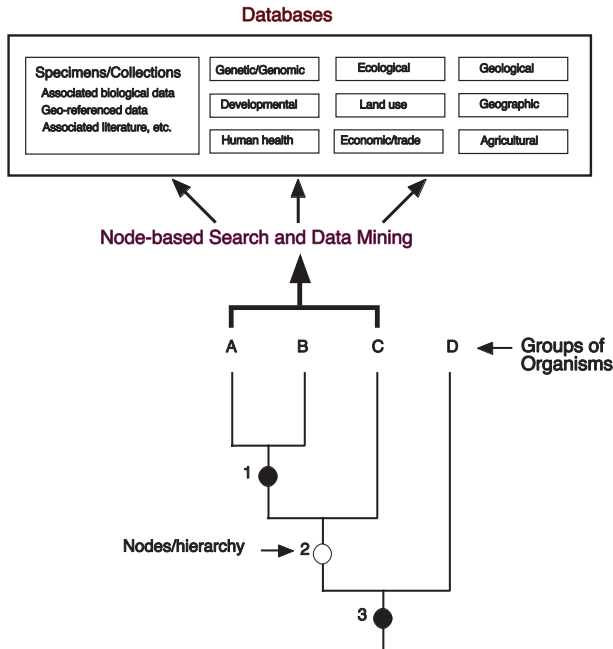 Databases
Specimens/Collections
Associated biological data
Geo-referenced data
Associated literature, etc.
Genetic/Genomic
Ecological
Geological
Developmental
Land use
Geographic
Human health
Economic/trade
Agricultural
Node-based Search and Data Mining
A B C D
Groups of
Organisms
1
Nodes/hierarchy
2
3